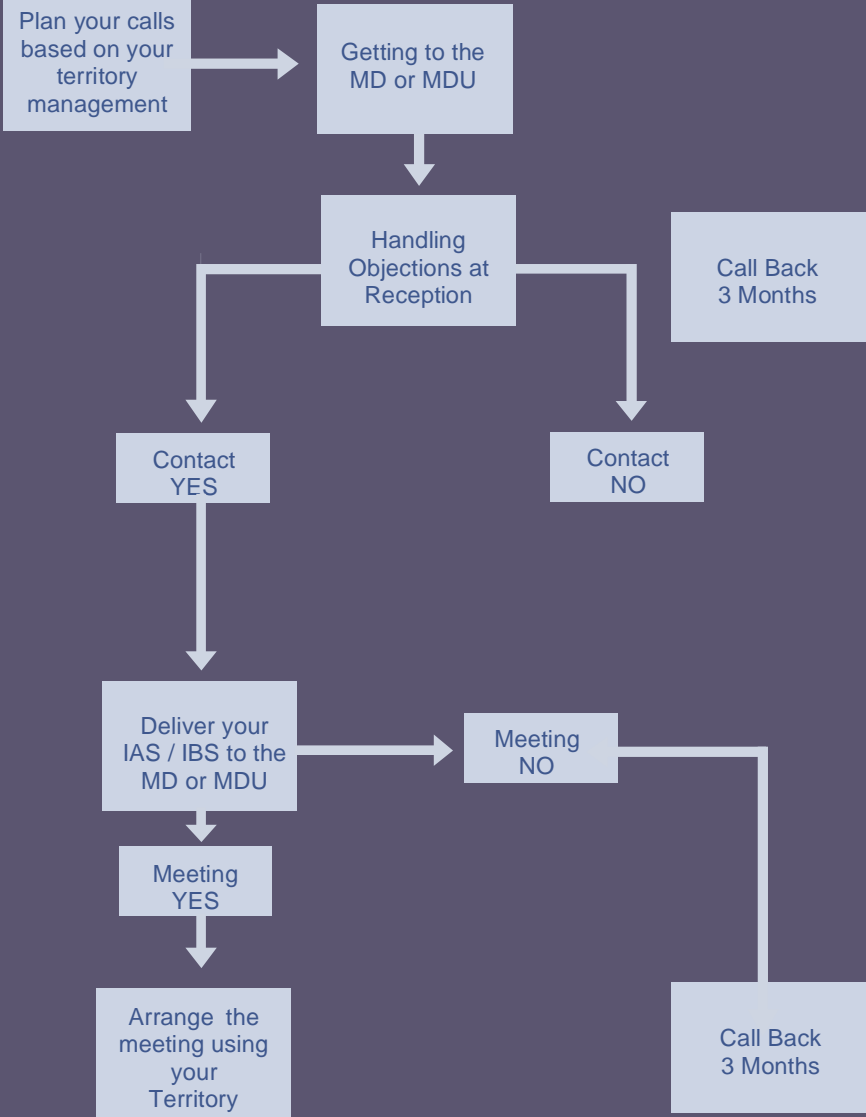 Plan your calls
based on your
territory
management
Getting to the
MD or MDU
Handling
Objections at
Reception
Call Back
3 Months
Contact
YES
Contact
NO
Deliver your
IAS / IBS to the
MD or MDU
Meeting
NO
Meeting
YES
Arrange the
meeting using
your
Territory
Call Back
3 Months